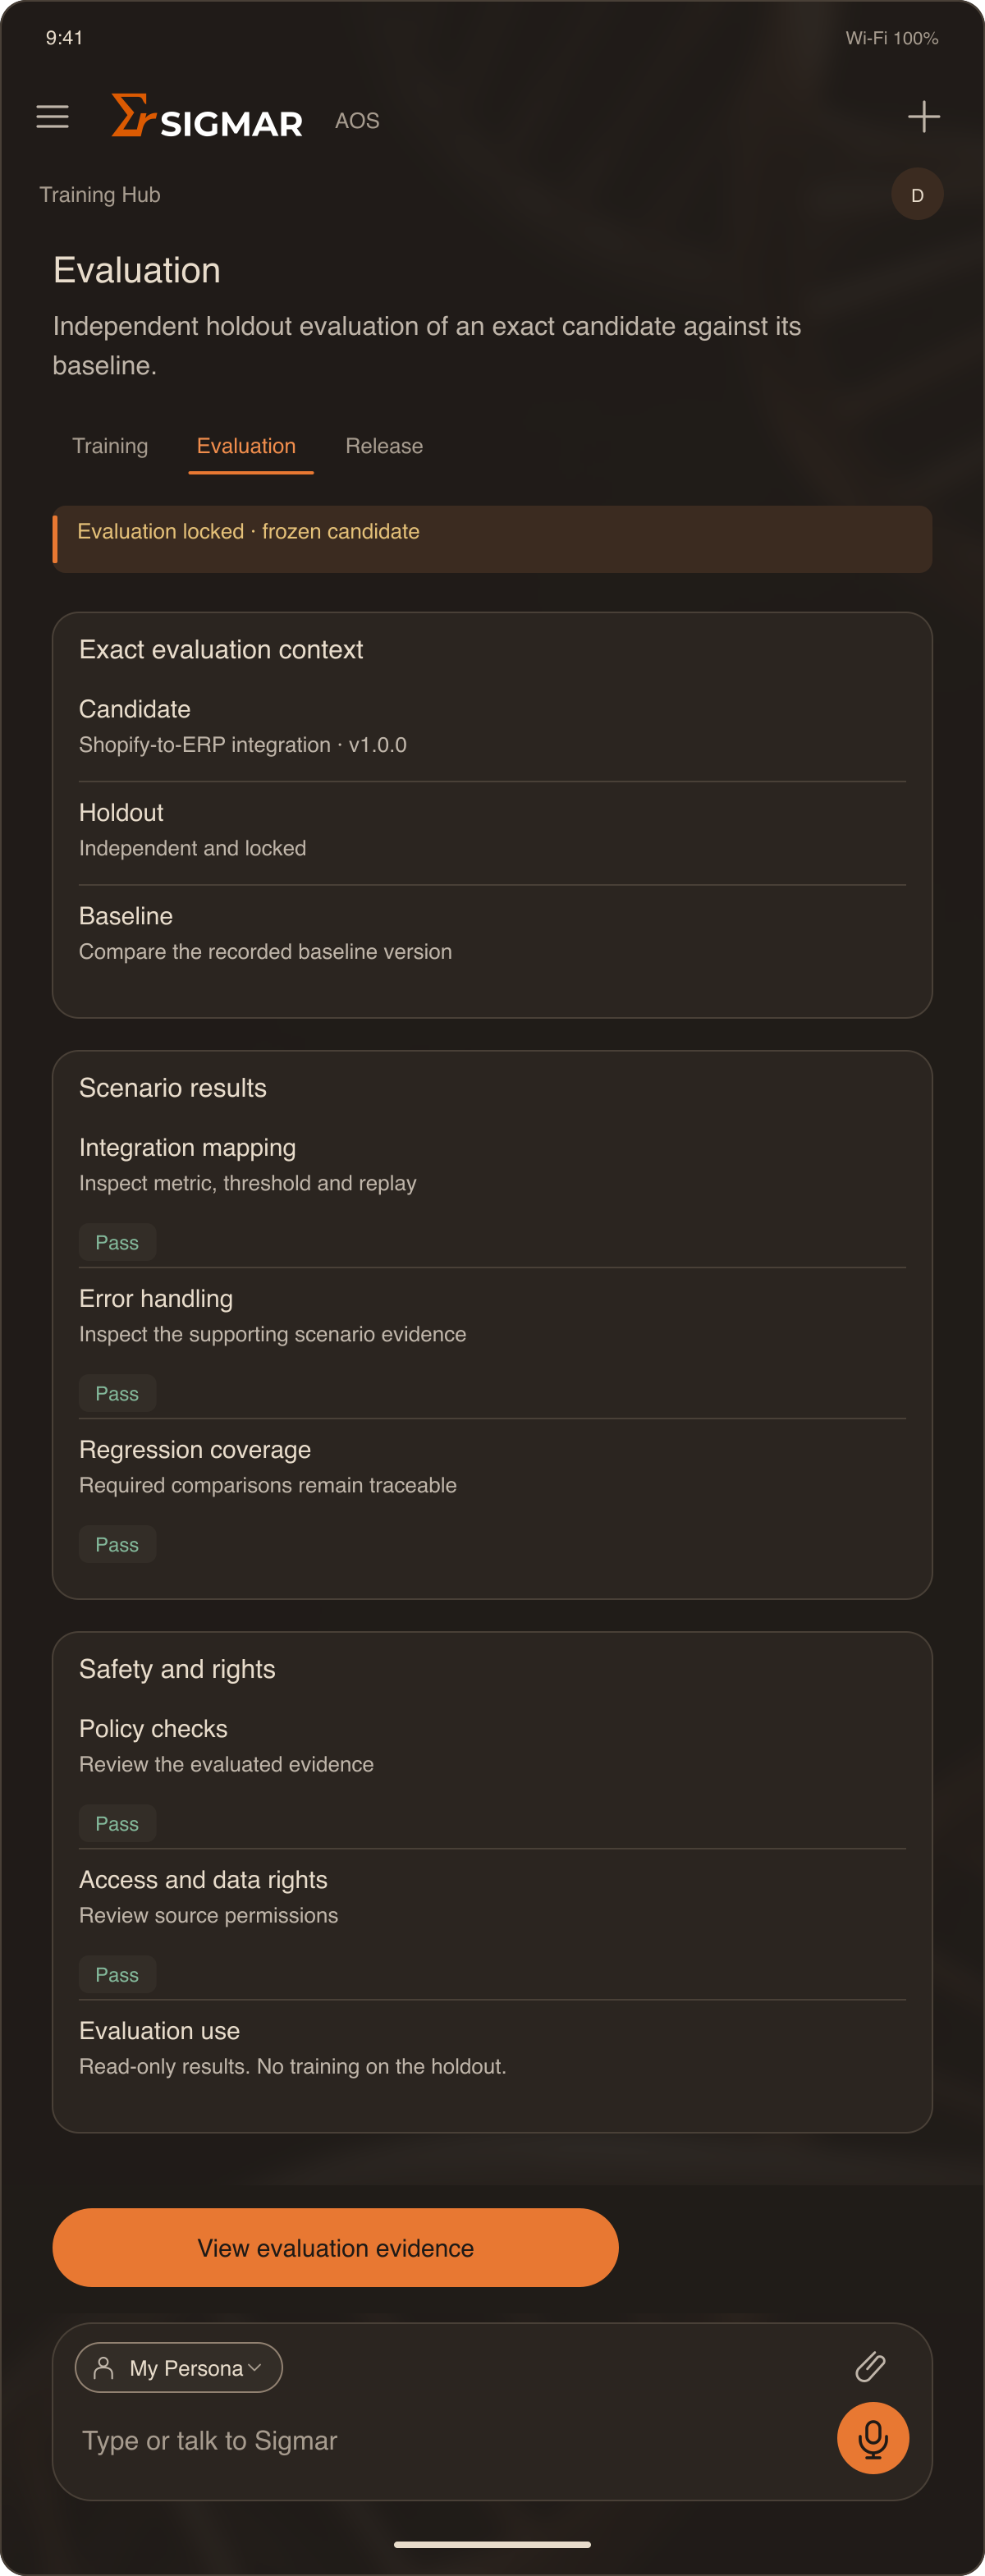 9:41
Wi-Fi 100%
Σr SIGMAR AOS
Training Hub
D
Evaluation
Independent holdout evaluation of an exact candidate against its
baseline.
Training Evaluation Release
Evaluation locked · frozen candidate
Exact evaluation context
Candidate
Shopify-to-ERP integration · v1.0.0
Holdout
Independent and locked
Baseline
Compare the recorded baseline version
Scenario results
Integration mapping
Inspect metric, threshold and replay
Pass
Error handling
Inspect the supporting scenario evidence
Pass
Regression coverage
Required comparisons remain traceable
Pass
Safety and rights
Policy checks
Review the evaluated evidence
Pass
Access and data rights
Review source permissions
Pass
Evaluation use
Read-only results. No training on the holdout.
View evaluation evidence
My Persona
Type or talk to Sigmar